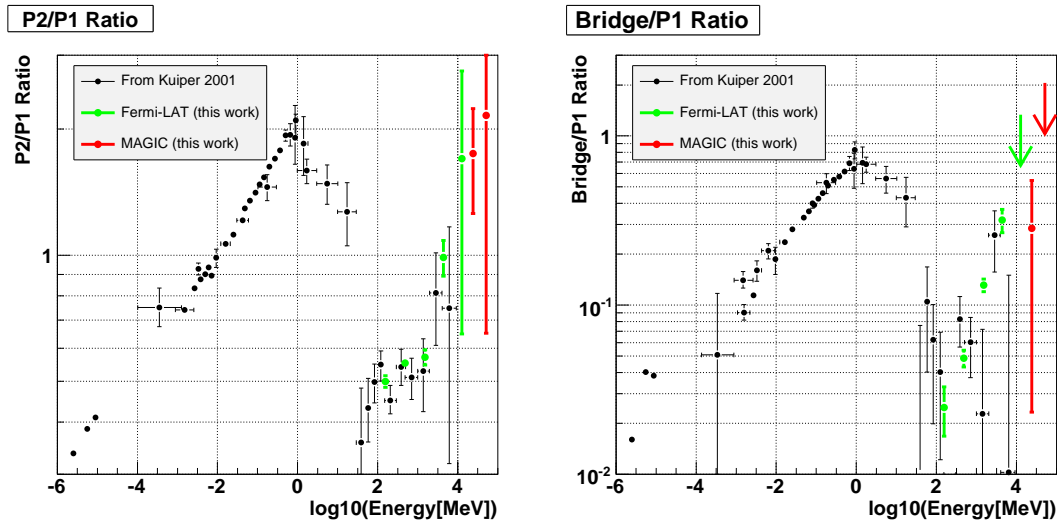 P2/P1 Ratio
P2/P1 Ratio
From Kuiper 2001
Fermi-LAT (this work)
MAGIC (this work)
2
1
-6 -4 -2 0 2 4
log10(Energy[MeV])
Bridge/P1 Ratio
Bridge/P1 Ratio
From Kuiper 2001
Fermi-LAT (this work)
MAGIC (this work)
1
10-1
10-2
-6 -4 -2 0 2 4
log10(Energy[MeV])